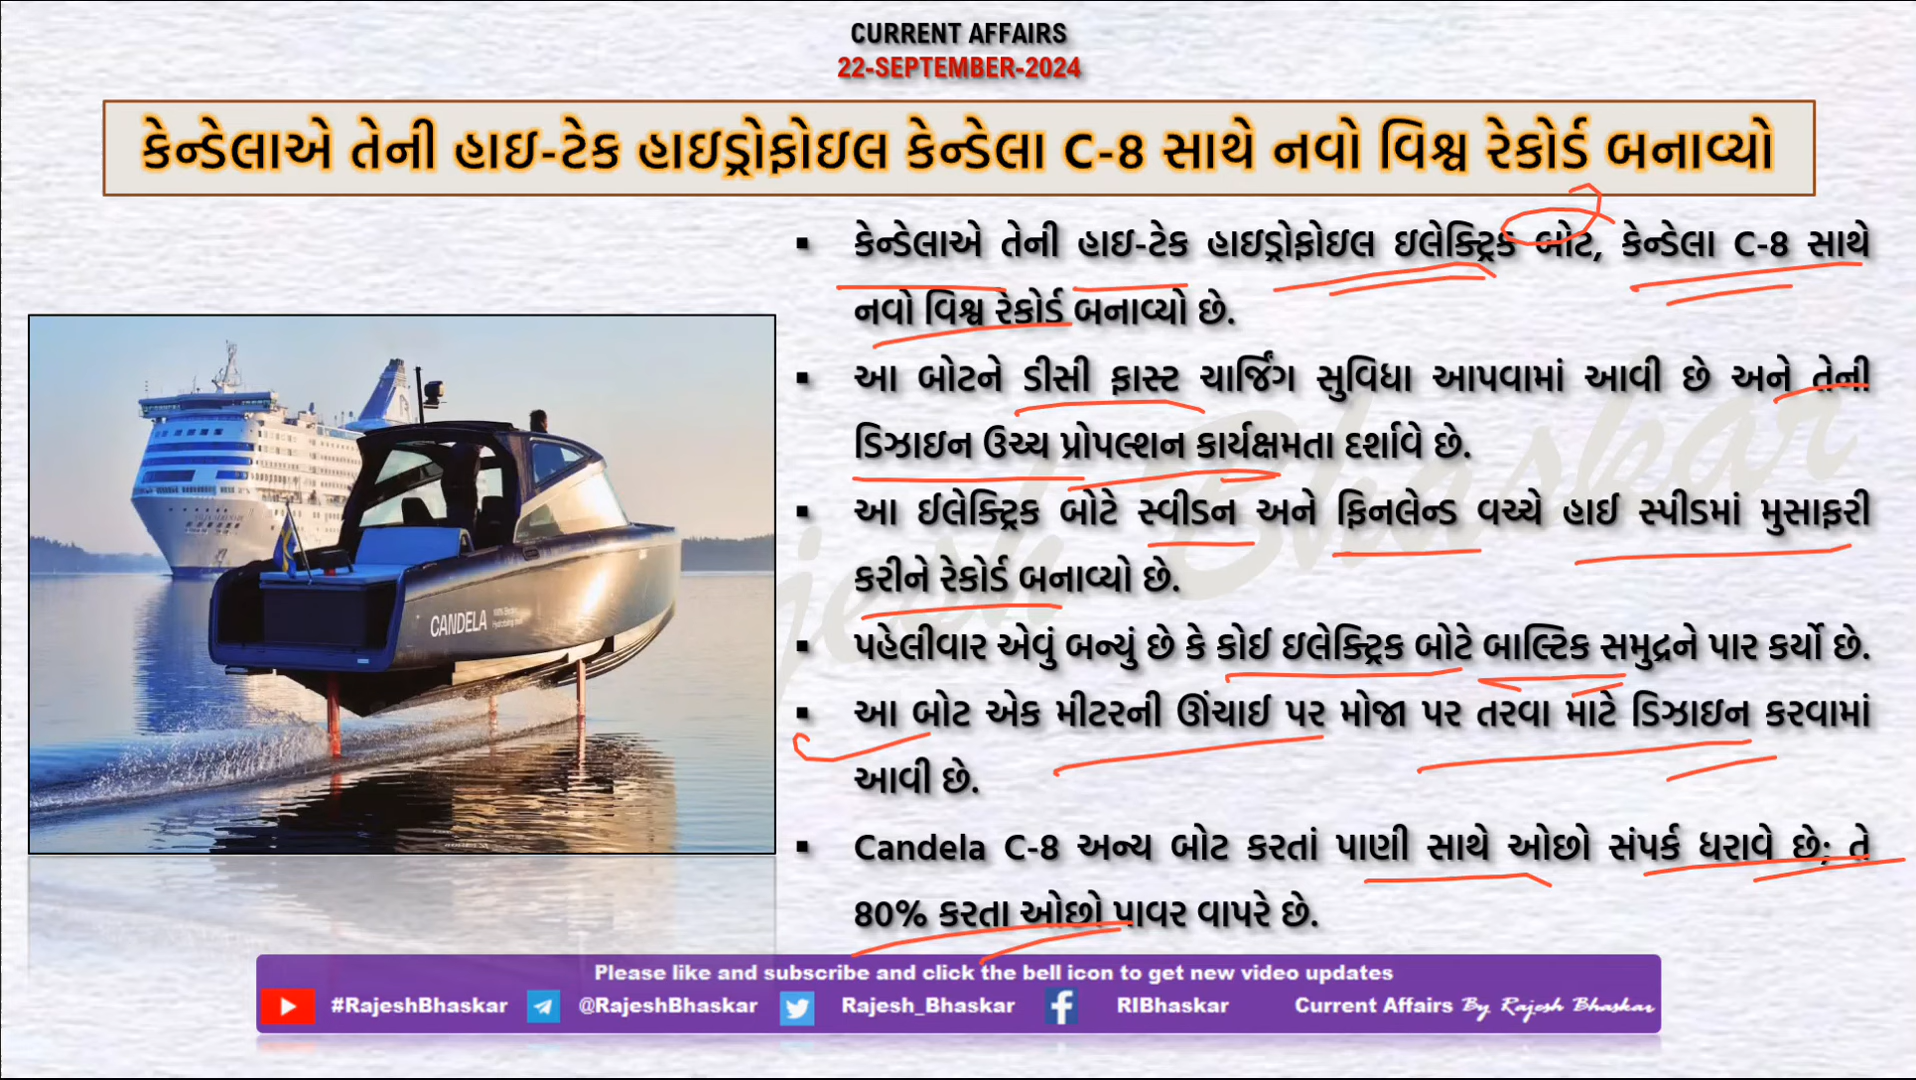 CURRENT AFFAIRS
22-SEPTEMBER-2024
કેન્ડેલાએ તેની હાઇ-ટેક હાઇડ્રોફોઇલ કેન્ડેલા C-8 સાથે નવો વિશ્વ રેકોર્ડ બનાવ્યો
▪ કેન્ડેલાએ તેની હાઇ-ટેક હાઇડ્રોફોઇલ ઇલેક્ટ્રિક બોટ, કેન્ડેલા C-8 સાથે
નવો વિશ્વ રેકોર્ડ બનાવ્યો છે.
▪ આ બોટને ડીસી ફાસ્ટ ચાર્જિંગ સુવિધા આપવામાં આવી છે અને તેની
ડિઝાઇન ઉચ્ચ પ્રોપલ્શન કાર્યક્ષમતા દર્શાવે છે.
▪ આ ઈલેક્ટ્રિક બોટે સ્વીડન અને ફિનલેન્ડ વચ્ચે હાઈ સ્પીડમાં મુસાફરી
કરીને રેકોર્ડ બનાવ્યો છે.
▪ પહેલીવાર એવું બન્યું છે કે કોઈ ઇલેક્ટ્રિક બોટે બાલ્ટિક સમુદ્રને પાર કર્યો છે.
▪ આ બોટ એક મીટરની ઊંચાઈ પર મોજા પર તરવા માટે ડિઝાઇન કરવામાં
આવી છે.
▪ Candela C-8 અન્ય બોટ કરતાં પાણી સાથે ઓછો સંપર્ક ધરાવે છે; તે
80% કરતા ઓછો પાવર વાપરે છે.
CANDELA
Please like and subscribe and click the bell icon to get new video updates
#RajeshBhaskar @RajeshBhaskar Rajesh_Bhaskar RIBhaskar Current Affairs By Rajesh Bhaskar